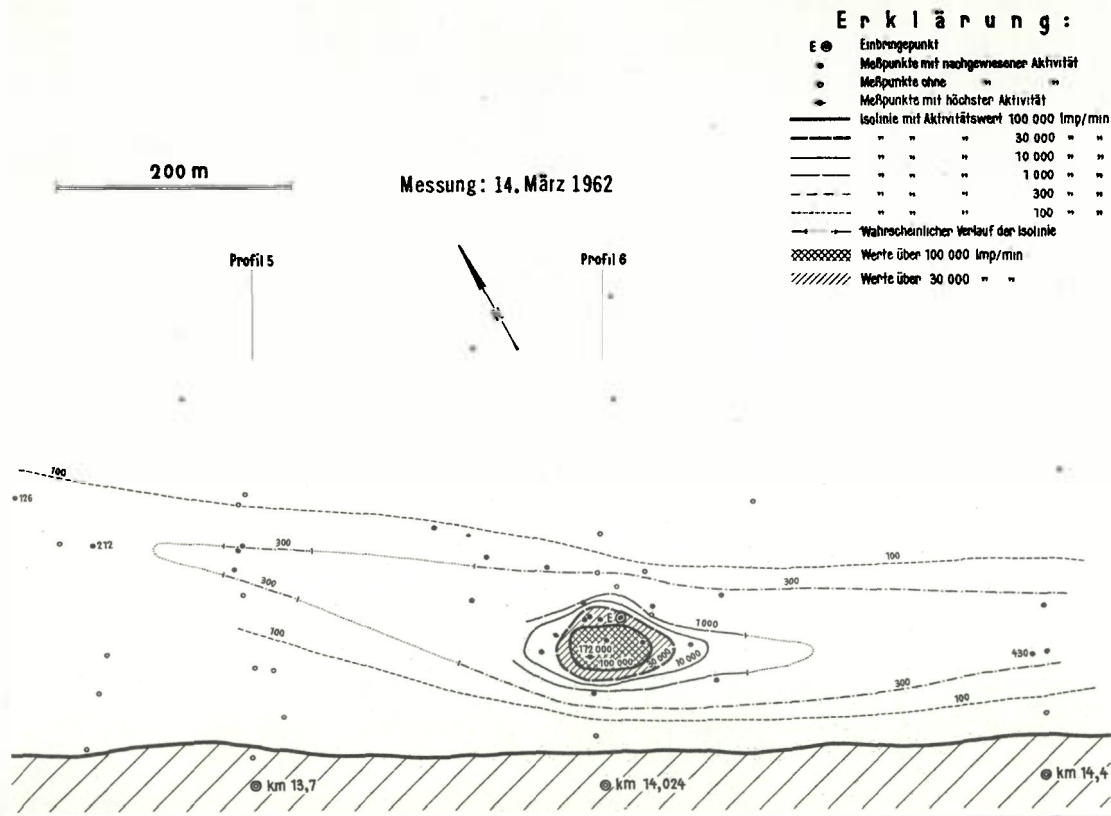 Erklärung:
E Einbringepunkt
Meßpunkte mit nachgewiesener Aktivität
Meßpunkte ohne " "
Meßpunkte mit höchster Aktivität
Isolinie mit Aktivitätswert 100 000 Imp/min
" " " 30 000 " "
" " " 10 000 " "
" " " 1 000 " "
" " " 300 " "
" " " 100 " "
Wahrscheinlicher Verlauf der Isolinie
Werte über 100 000 Imp/min
Werte über 30 000 " "
200 m
Messung: 14. März 1962
Profil 5
Profil 6
100
126
212
300
100
300
300
E
1 000
100
172 000
100 000
30 000
10 000
430
300
100
km 13,7
km 14,024
km 14,4